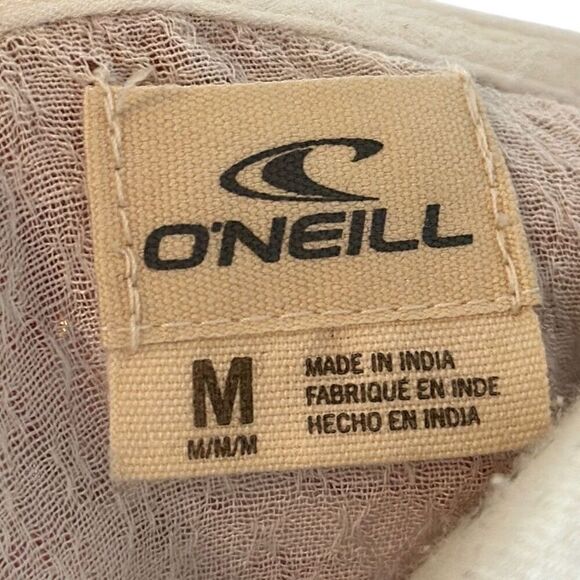 O'NEILL
M
M/M/M
MADE IN INDIA
FABRIQUÉ EN INDE
HECHO EN INDIA